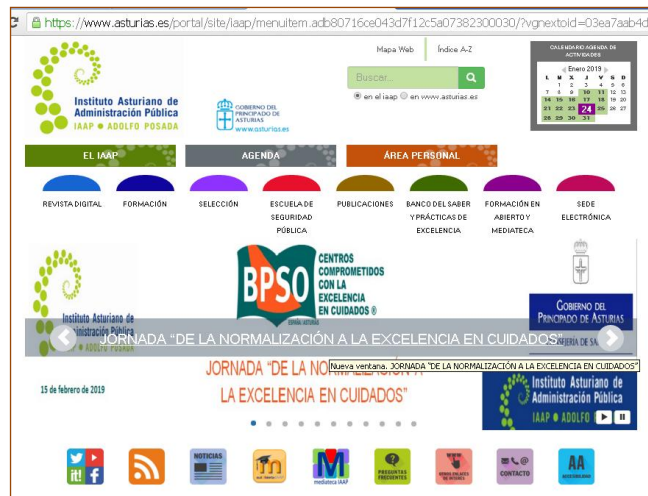 https://www.asturias.es/portal/site/iaap/menuitem.adb80716ce043d7f12c5a07382300030/?vgnextoid=03ea7aab4d
Mapa Web Índice A-Z
Buscar...
en el iaap en www.asturias.es
Instituto Asturiano de
Administración Pública
IAAP ● ADOLFO POSADA
GOBIERNO DEL
PRINCIPADO DE
ASTURIAS
www.asturias.es
CALENDARIO AGENDA DE
ACTIVIDADES
Enero 2019
L M X J V S D
1 2 3 4 5 6
7 8 9 10 11 12 13
14 15 16 17 18 19 20
21 22 23 24 25 26 27
28 29 30 31
EL IAAP
AGENDA
ÁREA PERSONAL
REVISTA DIGITAL
FORMACIÓN
SELECCIÓN
ESCUELA DE
SEGURIDAD
PÚBLICA
PUBLICACIONES
BANCO DEL SABER
Y PRÁCTICAS DE
EXCELENCIA
FORMACIÓN EN
ABIERTO Y
MEDIATECA
SEDE
ELECTRÓNICA
BPSO
CENTROS
COMPROMETIDOS
CON LA
EXCELENCIA
EN CUIDADOS ®
GOBIERNO DEL
PRINCIPADO DE ASTURIAS
Instituto Asturiano de
JORNADA “DE LA NORMALIZACIÓN A LA EXCELENCIA EN CUIDADOS”
Nueva ventana. JORNADA "DE LA NORMALIZACIÓN A LA EXCELENCIA EN CUIDADOS"
JORNADA “DE LA
LA EXCELENCIA EN CUIDADOS”
15 de febrero de 2019
Instituto Asturiano de
Administración Pública
IAAP ● ADOLFO
it!
NOTICIAS
mediateca IAAP
PREGUNTAS
FRECUENTES
CONTACTO
AA
ACCESIBILIDAD